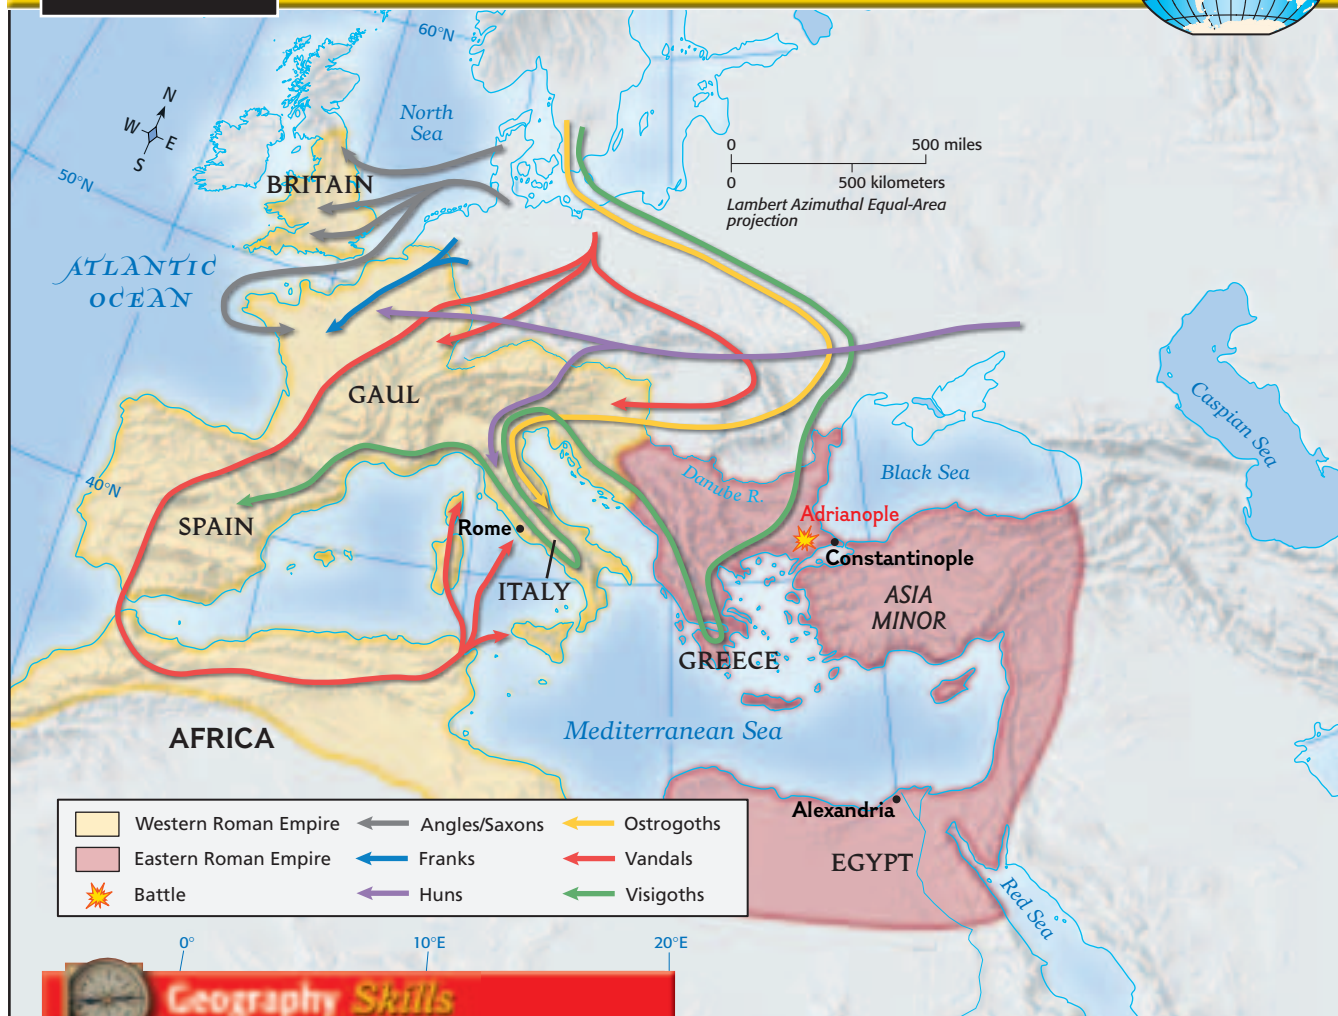 60°N
N
W
E
S
North
Sea
0 500 miles
0 500 kilometers
Lambert Azimuthal Equal-Area
projection
50°N
BRITAIN
ATLANTIC
OCEAN
GAUL
Caspian Sea
40°N
Danube R.
Black Sea
SPAIN
Rome
Adrianople
Constantinople
ITALY
ASIA
MINOR
GREECE
AFRICA
Mediterranean Sea
Alexandria
EGYPT
Red Sea
Western Roman Empire
Angles/Saxons
Ostrogoths
Eastern Roman Empire
Franks
Vandals
Battle
Huns
Visigoths
0°
10°E
20°E
Geography Skills